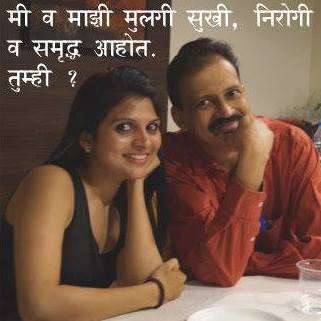 मी व माझी मुलगी सुखी, निरोगी
व समृद्ध आहोत.
तुम्ही ?